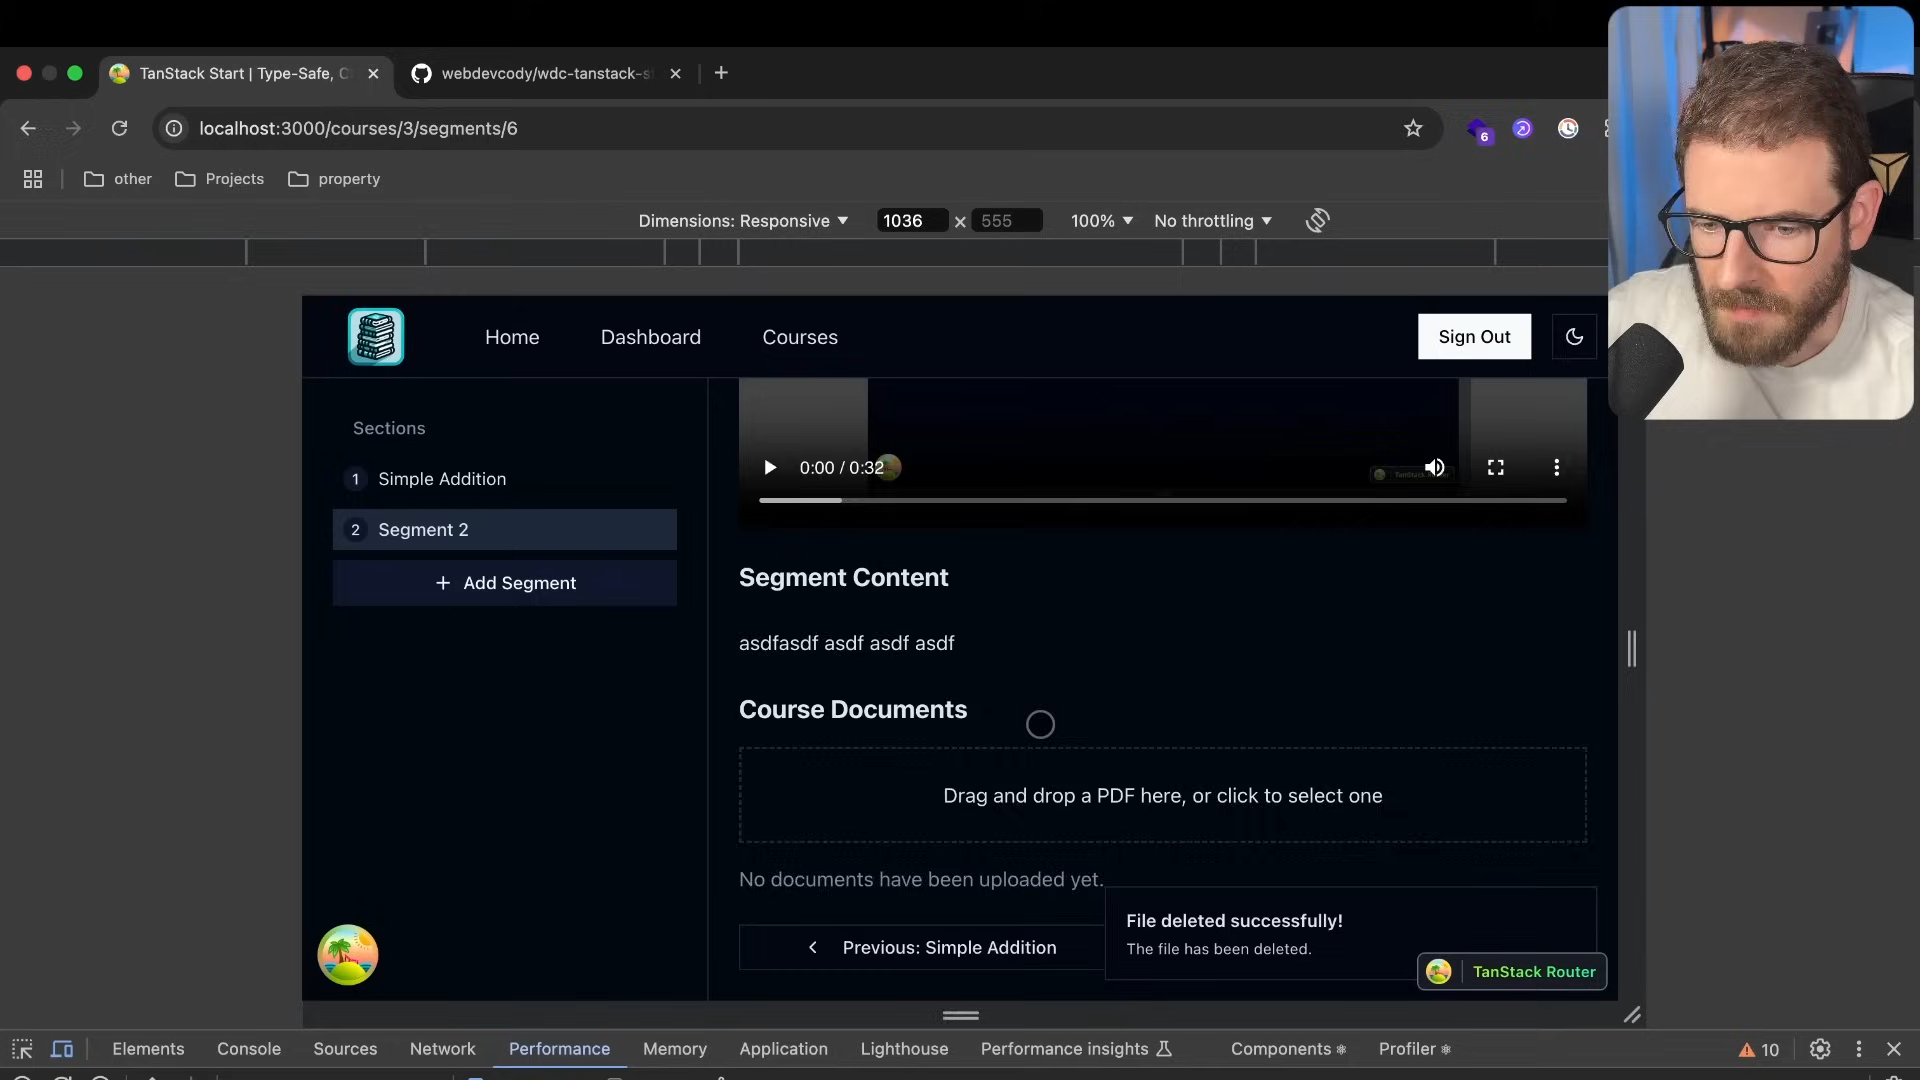 TanStack Start | Type-Safe, C
webdevcody/wdc-tanstack-s
localhost:3000/courses/3/segments/6
6
other
Projects
property
Dimensions: Responsive
1036
555
100%
No throttling
Home
Dashboard
Courses
Sign Out
Sections
1 Simple Addition
2 Segment 2
+ Add Segment
0:00 / 0:32
Segment Content
asdfasdf asdf asdf asdf
Course Documents
Drag and drop a PDF here, or click to select one
No documents have been uploaded yet.
Previous: Simple Addition
File deleted successfully!
The file has been deleted.
TanStack Router
Elements
Console
Sources
Network
Performance
Memory
Application
Lighthouse
Performance insights
Components
Profiler
10